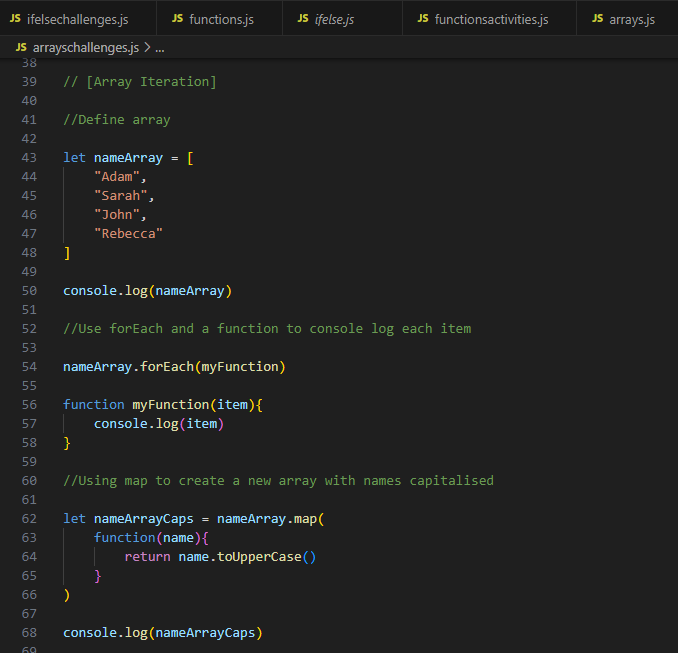 JS ifelsechallenges.js JS functions.js JS ifelse.js JS functionsactivities.js JS arrays.js
JS arrayschallenges.js > ...
38
39 // [Array Iteration]
40
41 //Define array
42
43 let nameArray = [
44 "Adam",
45 "Sarah",
46 "John",
47 "Rebecca"
48 ]
49
50 console.log(nameArray)
51
52 //Use forEach and a function to console log each item
53
54 nameArray.forEach(myFunction)
55
56 function myFunction(item){
57 console.log(item)
58 }
59
60 //Using map to create a new array with names capitalised
61
62 let nameArrayCaps = nameArray.map(
63 function(name){
64 return name.toUpperCase()
65 }
66 )
67
68 console.log(nameArrayCaps)
69